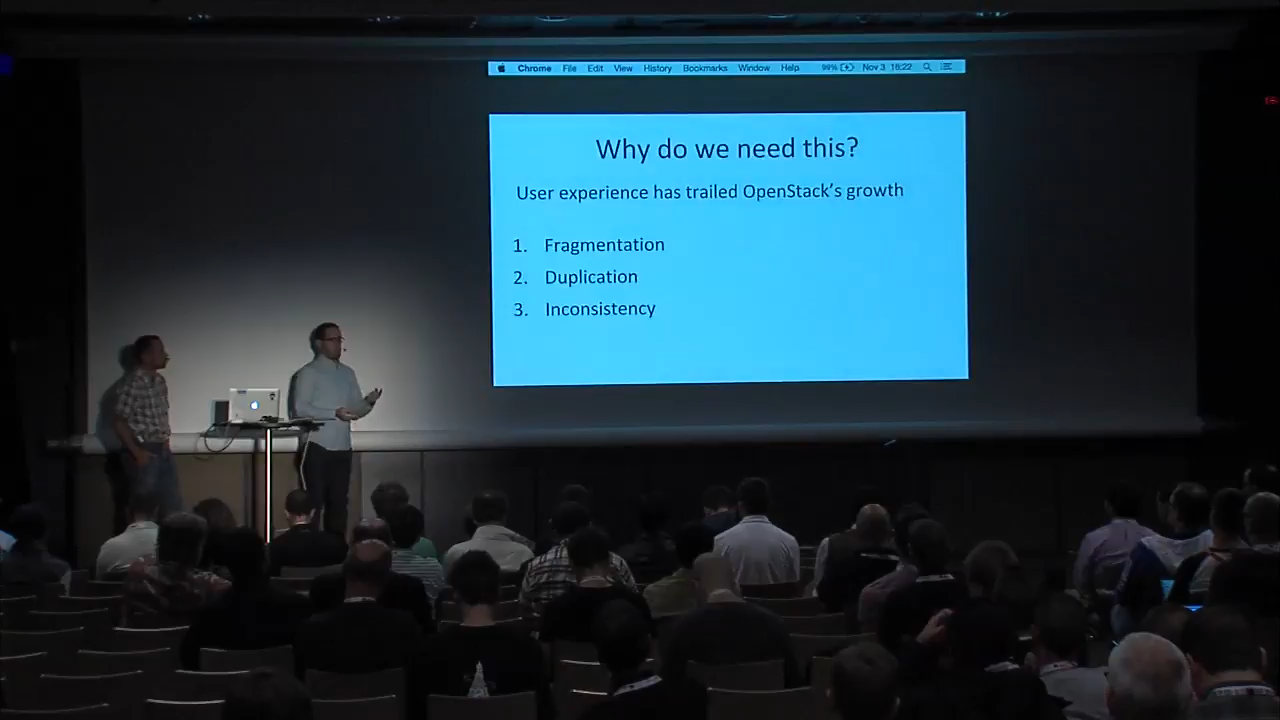 Chrome File Edit View History Bookmarks Window Help 99% Nov 3 16:22
Why do we need this?
User experience has trailed OpenStack's growth
1. Fragmentation
2. Duplication
3. Inconsistency